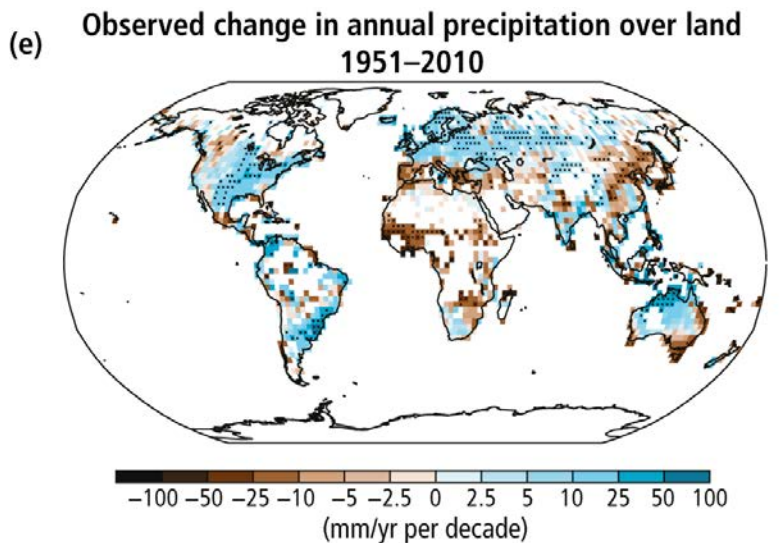 (e)
Observed change in annual precipitation over land
1951–2010
−100 −50 −25 −10 −5 −2.5 0 2.5 5 10 25 50 100
(mm/yr per decade)